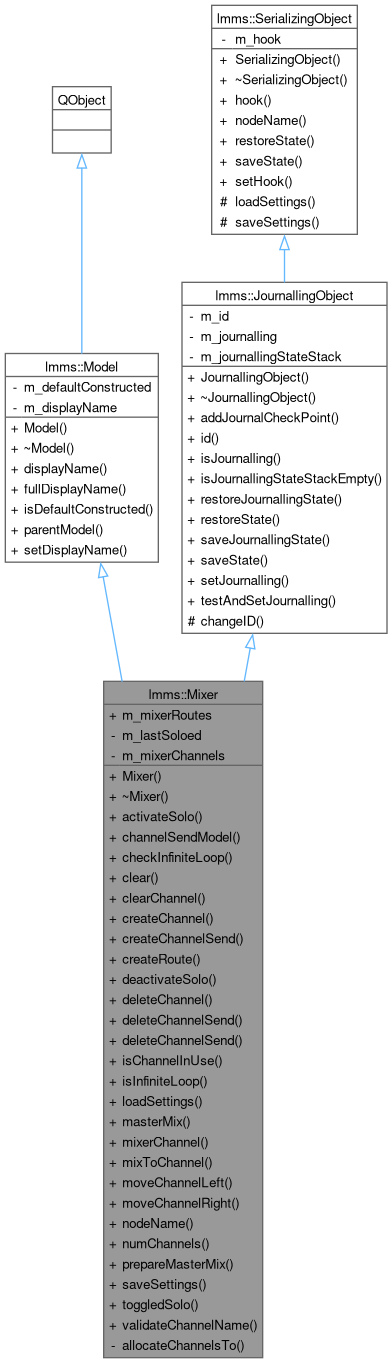 lmms::SerializingObject
- m_hook
+ SerializingObject()
+ ~SerializingObject()
+ hook()
+ nodeName()
+ restoreState()
+ saveState()
+ setHook()
# loadSettings()
# saveSettings()
QObject
lmms::JournallingObject
- m_id
- m_journalling
- m_journallingStateStack
+ JournallingObject()
+ ~JournallingObject()
+ addJournalCheckPoint()
+ id()
+ isJournalling()
+ isJournallingStateStackEmpty()
+ restoreJournallingState()
+ restoreState()
+ saveJournallingState()
+ saveState()
+ setJournalling()
+ testAndSetJournalling()
# changeID()
lmms::Model
- m_defaultConstructed
- m_displayName
+ Model()
+ ~Model()
+ displayName()
+ fullDisplayName()
+ isDefaultConstructed()
+ parentModel()
+ setDisplayName()
lmms::Mixer
+ m_mixerRoutes
- m_lastSoloed
- m_mixerChannels
+ Mixer()
+ ~Mixer()
+ activateSolo()
+ channelSendModel()
+ checkInfiniteLoop()
+ clear()
+ clearChannel()
+ createChannel()
+ createChannelSend()
+ createRoute()
+ deactivateSolo()
+ deleteChannel()
+ deleteChannelSend()
+ deleteChannelSend()
+ isChannelInUse()
+ isInfiniteLoop()
+ loadSettings()
+ masterMix()
+ mixerChannel()
+ mixToChannel()
+ moveChannelLeft()
+ moveChannelRight()
+ nodeName()
+ numChannels()
+ prepareMasterMix()
+ saveSettings()
+ toggledSolo()
+ validateChannelName()
- allocateChannelsTo()